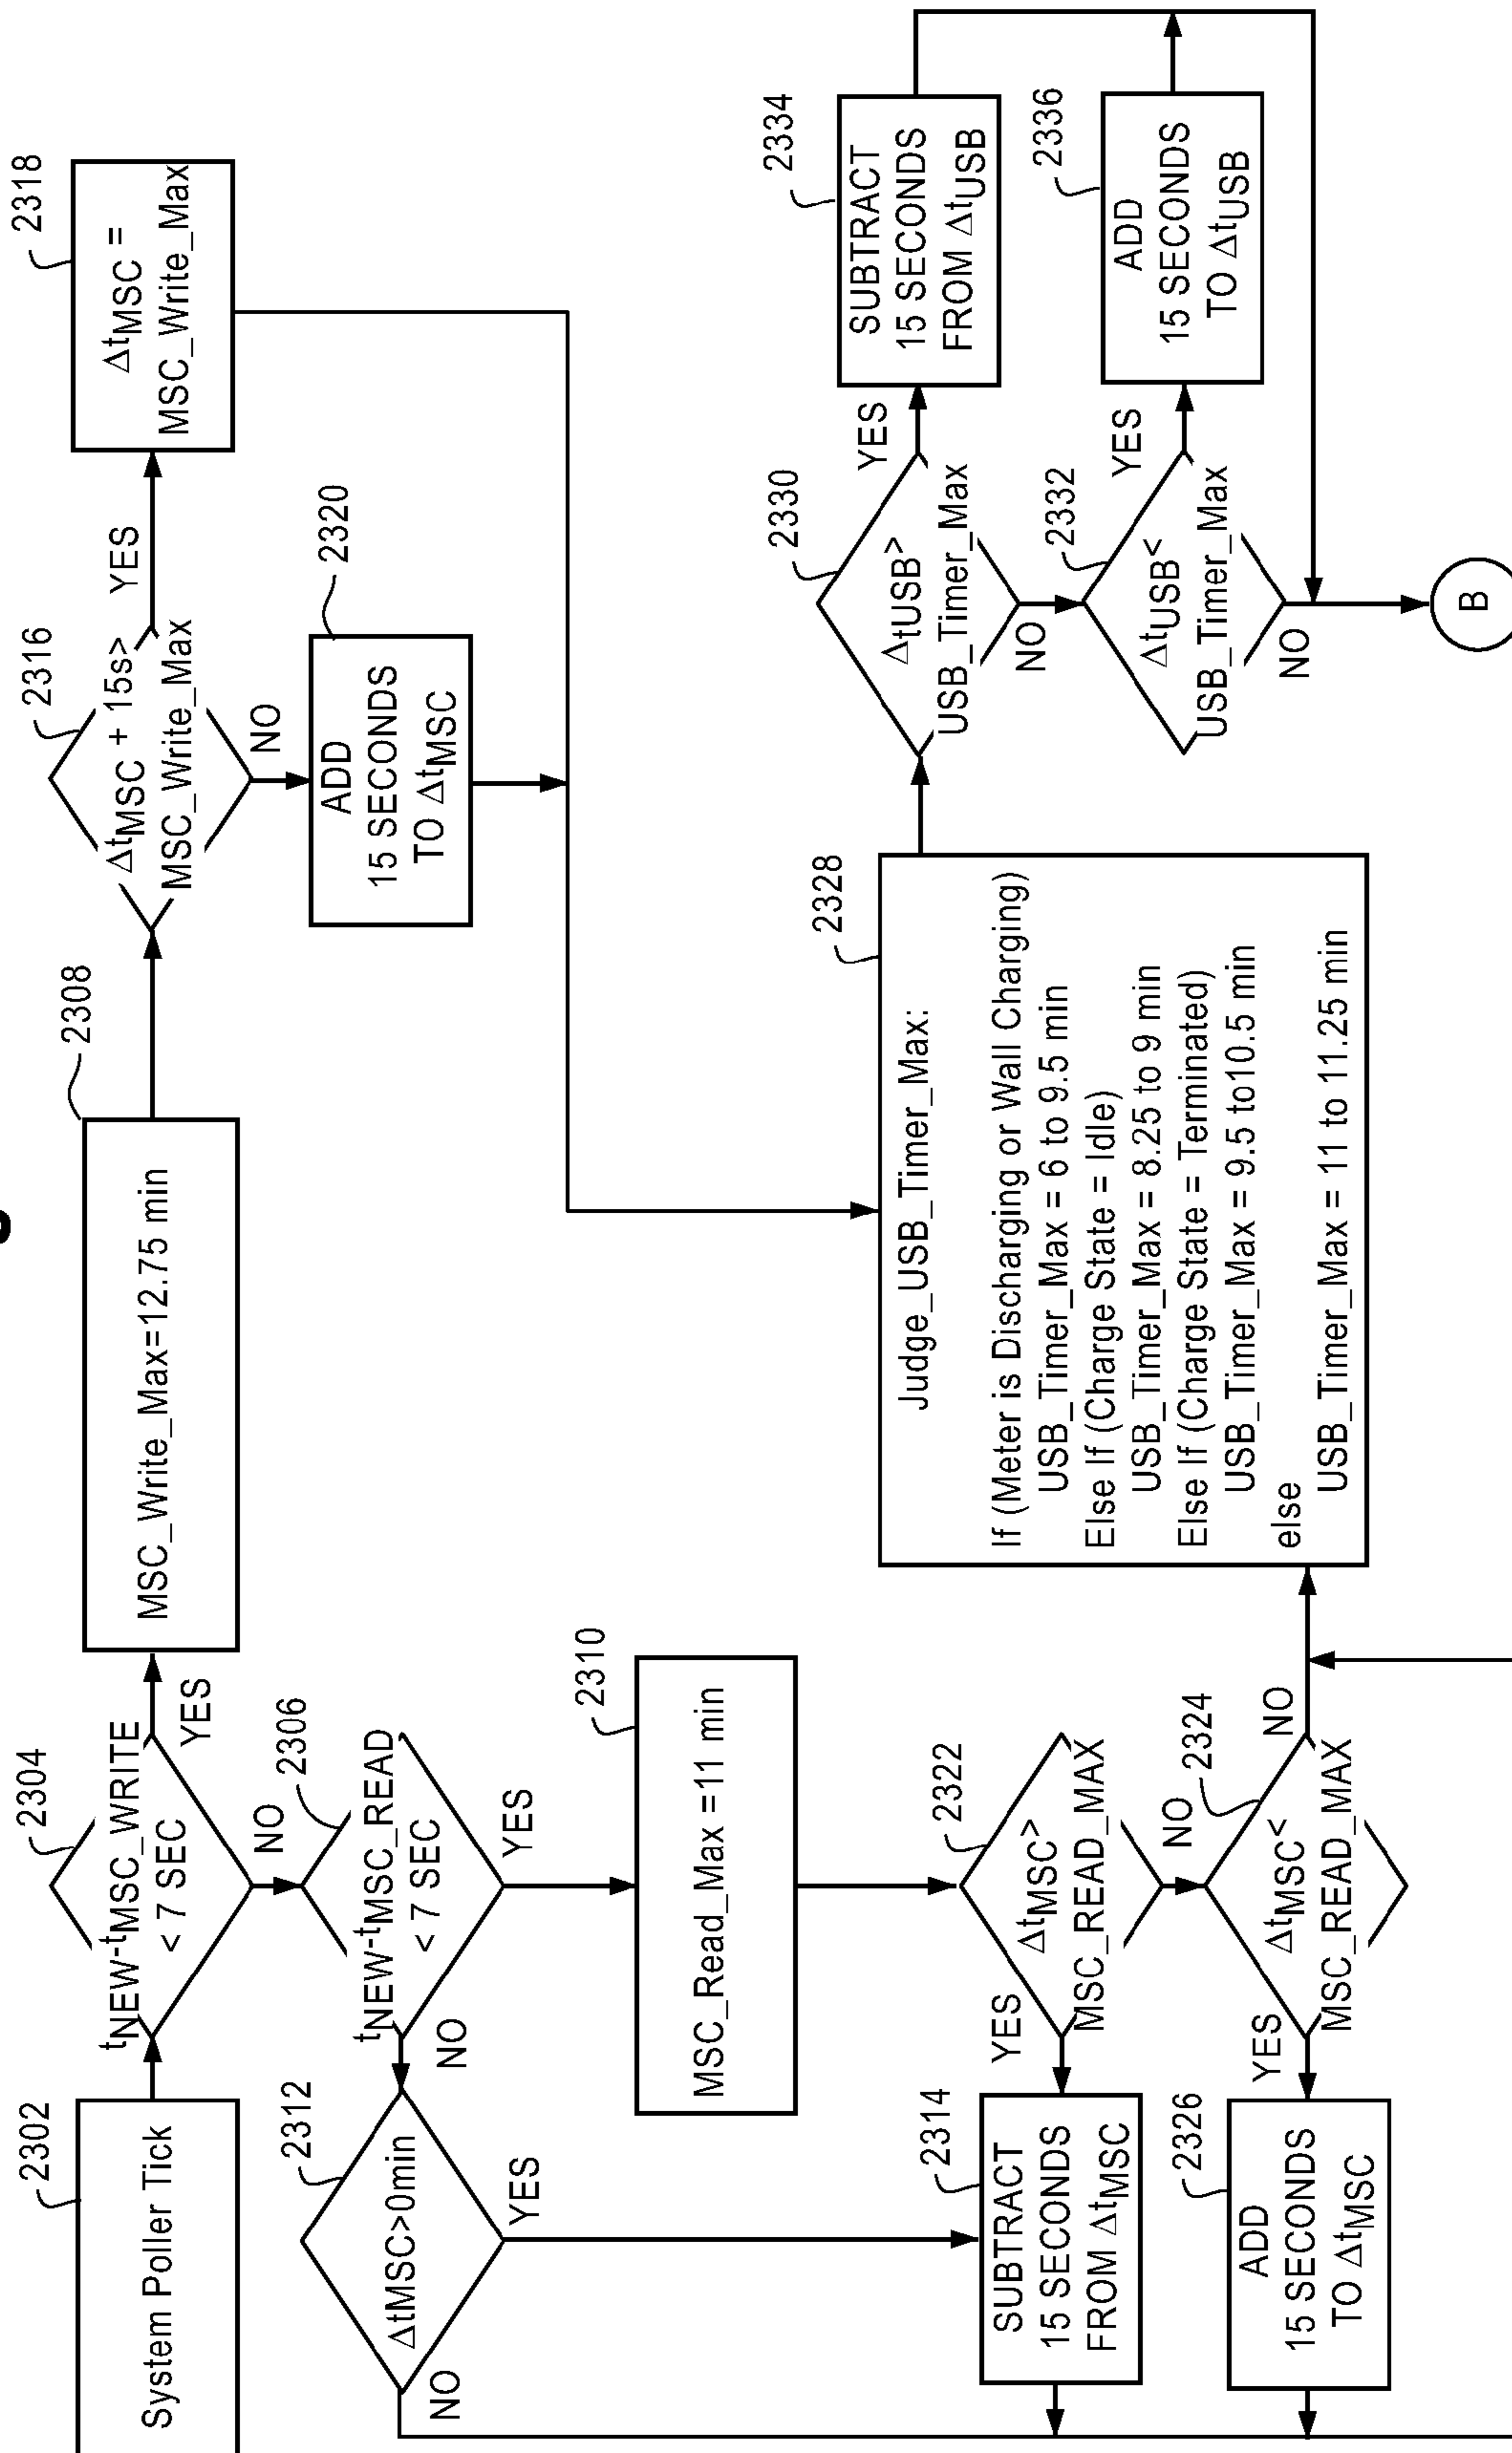 2302
System Poller Tick
2304
tNEW-tMSC_WRITE
< 7 SEC
YES
NO
2308
MSC_Write_Max=12.75 min
2316
ΔtMSC + 15s>
MSC_Write_Max
YES
NO
2318
ΔtMSC =
MSC_Write_Max
2320
ADD
15 SECONDS
TO ΔtMSC
2306
tNEW-tMSC_READ
< 7 SEC
NO
YES
2312
ΔtMSC>0min
NO
YES
2310
MSC_Read_Max =11 min
2322
ΔtMSC>
MSC_READ_MAX
YES
NO
2314
SUBTRACT
15 SECONDS
FROM ΔtMSC
2324
ΔtMSC<
MSC_READ_MAX
YES
NO
2326
ADD
15 SECONDS
TO ΔtMSC
2328
Judge_USB_Timer_Max:
If (Meter is Discharging or Wall Charging)
USB_Timer_Max = 6 to 9.5 min
Else If (Charge State = Idle)
USB_Timer_Max = 8.25 to 9 min
Else If (Charge State = Terminated)
USB_Timer_Max = 9.5 to10.5 min
else
USB_Timer_Max = 11 to 11.25 min
2330
ΔtUSB>
USB_Timer_Max
YES
NO
2334
SUBTRACT
15 SECONDS
FROM ΔtUSB
2332
ΔtUSB<
USB_Timer_Max
YES
NO
2336
ADD
15 SECONDS
TO ΔtUSB
B